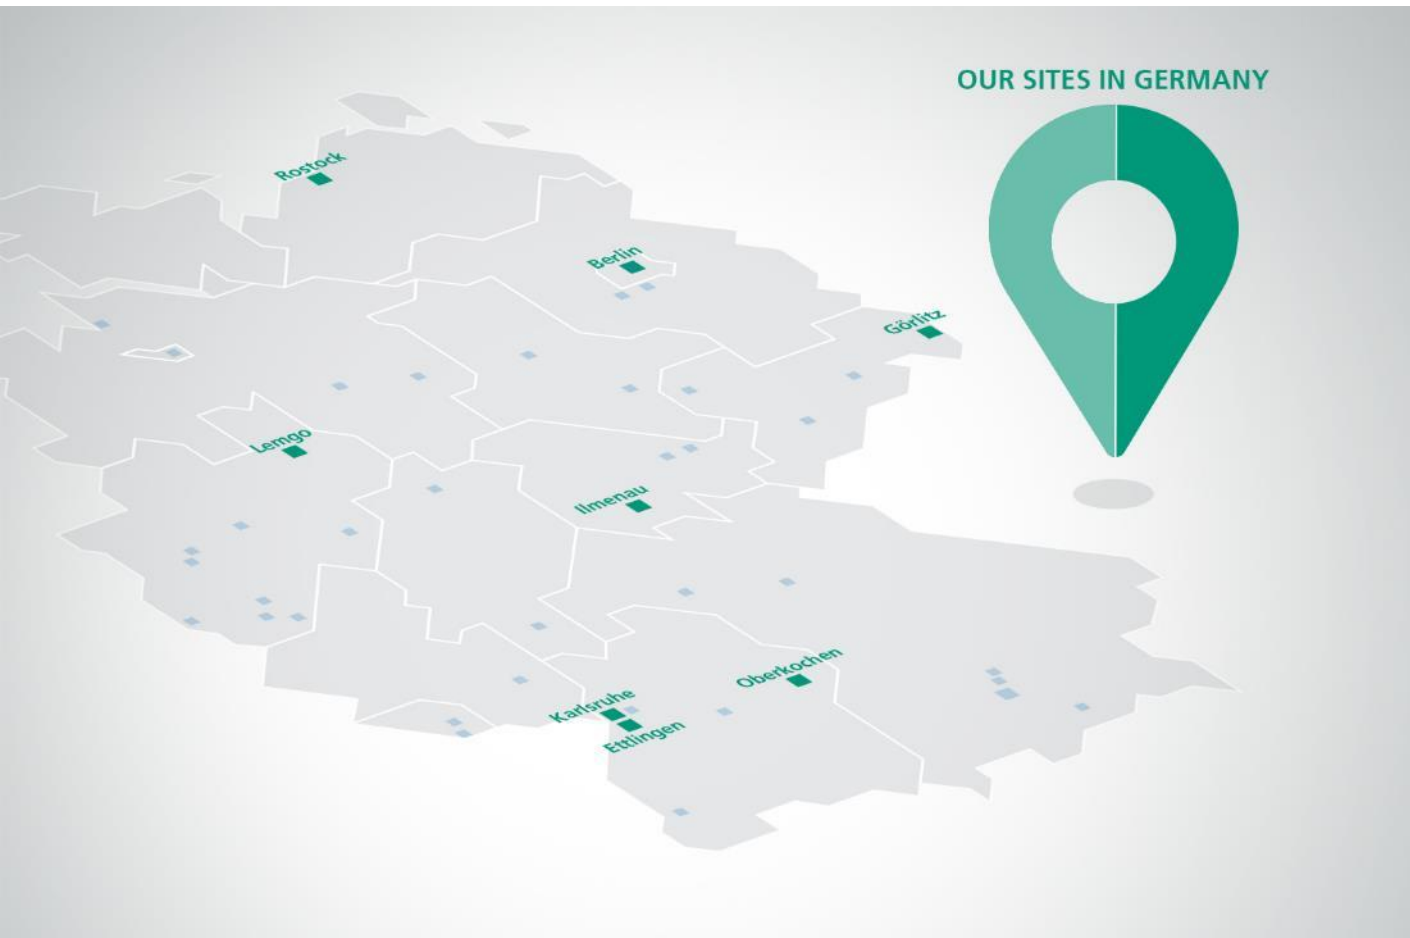 OUR SITES IN GERMANY
Rostock
Berlin
Görlitz
Lemgo
Ilmenau
Oberkochen
Karlsruhe
Ettlingen